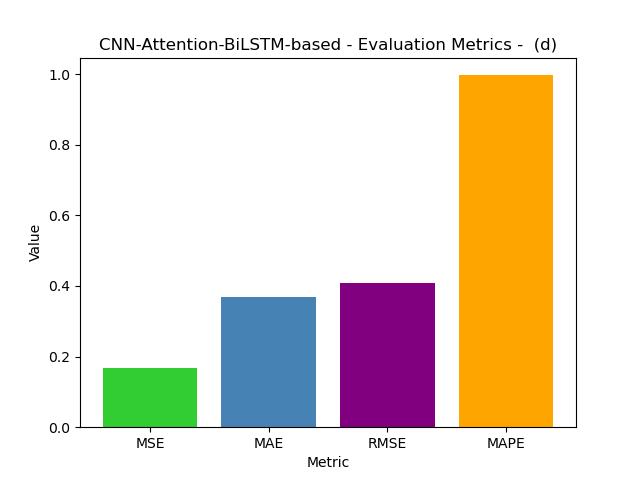 CNN-Attention-BiLSTM-based - Evaluation Metrics -  (d)
1.0
0.8
0.6
0.4
0.2
0.0
Value
MSE MAE RMSE MAPE
Metric